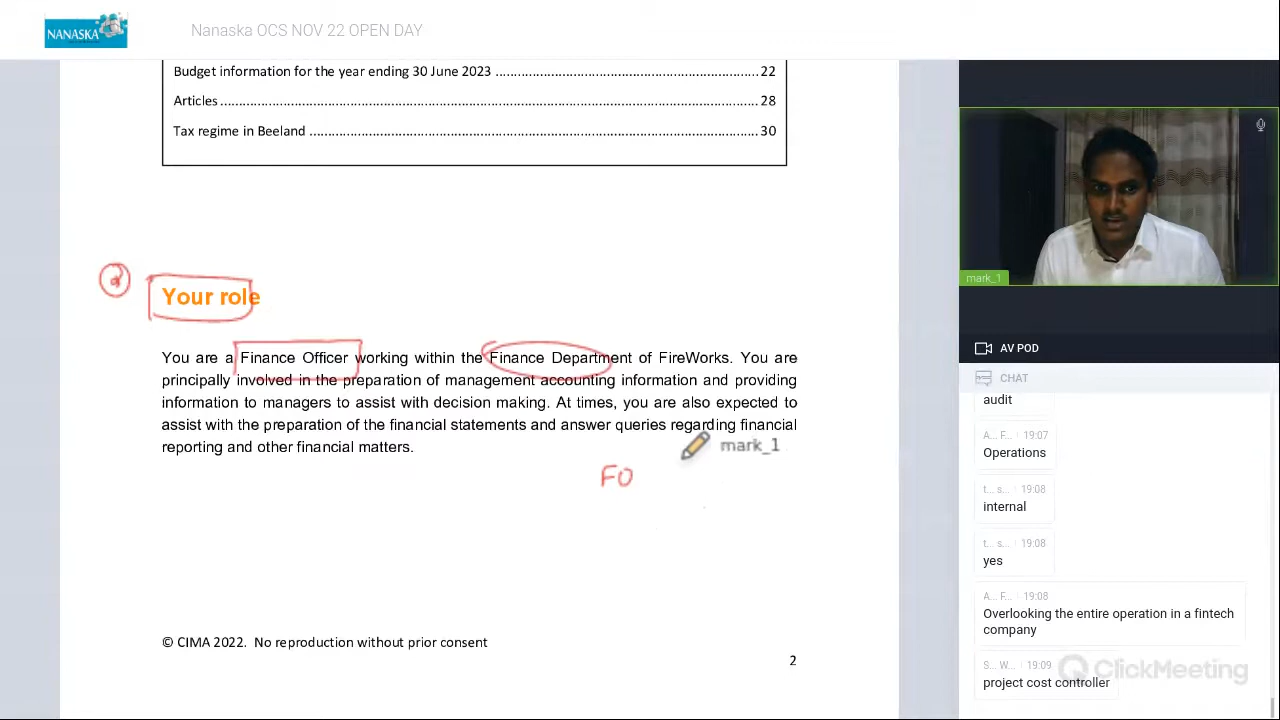 NANASKA
Nanaska OCS NOV 22 OPEN DAY
Budget information for the year ending 30 June 2023 ................................................................ 22
Articles ........................................................................................................................ 28
Tax regime in Beeland ........................................................................................................ 30
Your role
You are a Finance Officer working within the Finance Department of FireWorks. You are
principally involved in the preparation of management accounting information and providing
information to managers to assist with decision making. At times, you are also expected to
assist with the preparation of the financial statements and answer queries regarding financial
reporting and other financial matters.
mark_1
FO
© CIMA 2022. No reproduction without prior consent
2
mark_1
AV POD
CHAT
audit
A... F... 19:07
Operations
t... s... 19:08
internal
t... s... 19:08
yes
A... F... 19:08
Overlooking the entire operation in a fintech
company
S... W... 19:09
project cost controller
ClickMeeting